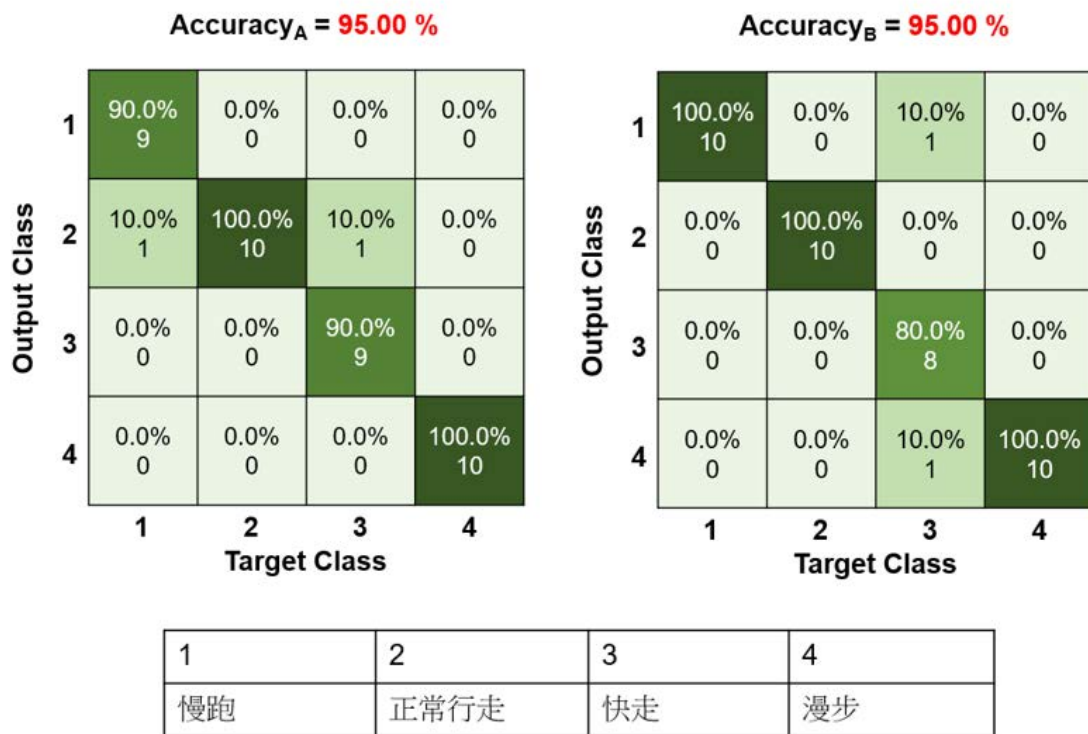 Accuracy_A = 95.00 %
Accuracy_B = 95.00 %
Output Class
1 90.0% 0.0% 0.0% 0.0%
9 0 0 0
2 10.0% 100.0% 10.0% 0.0%
1 10 1 0
3 0.0% 0.0% 90.0% 0.0%
0 0 9 0
4 0.0% 0.0% 0.0% 100.0%
0 0 0 10
1 2 3 4
Target Class
Output Class
1 100.0% 0.0% 10.0% 0.0%
10 0 1 0
2 0.0% 100.0% 0.0% 0.0%
0 10 0 0
3 0.0% 0.0% 80.0% 0.0%
0 0 8 0
4 0.0% 0.0% 10.0% 100.0%
0 0 1 10
1 2 3 4
Target Class
1 2 3 4
慢跑 正常行走 快走 漫步